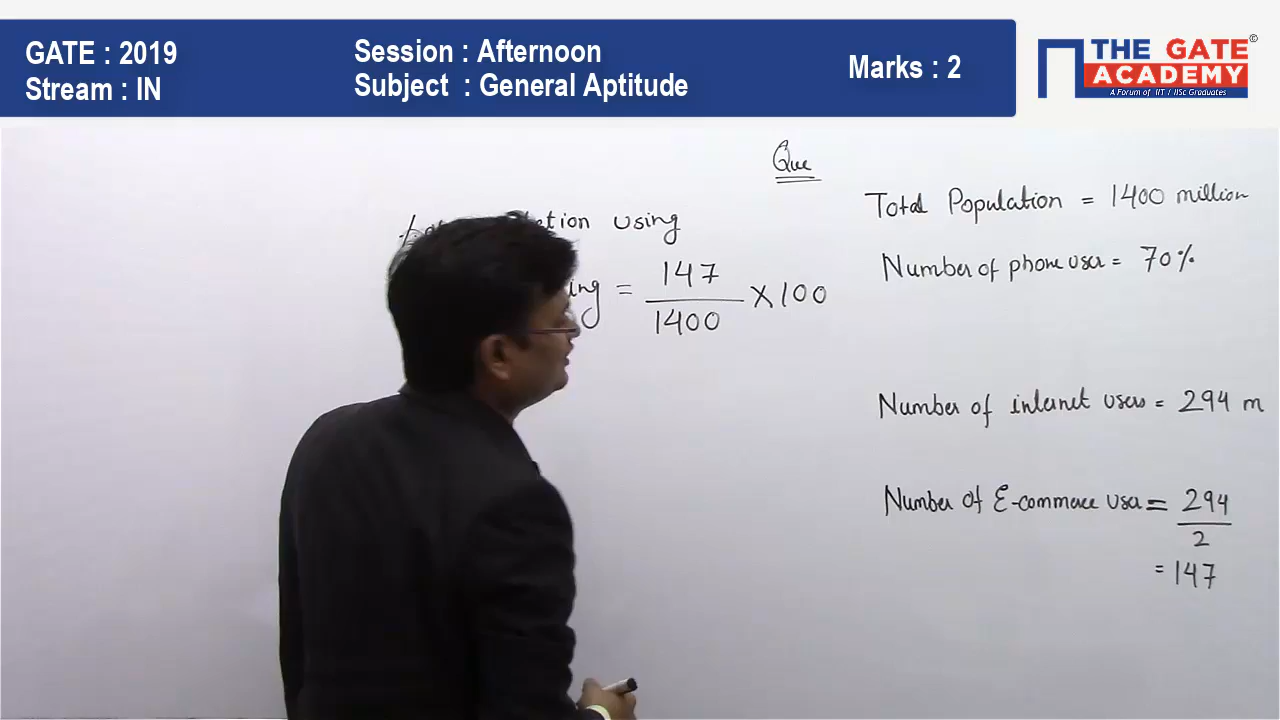 GATE : 2019
Stream : IN
Session : Afternoon
Subject : General Aptitude
Marks : 2
THE GATE
ACADEMY
©
A Forum of IIT / IISc Graduates
Que
using
= 147
1400
× 100
Total Population = 1400 million
Number of phone user = 70%
Number of internet users = 294 m
Number of E-commerce user = 294
2
= 147